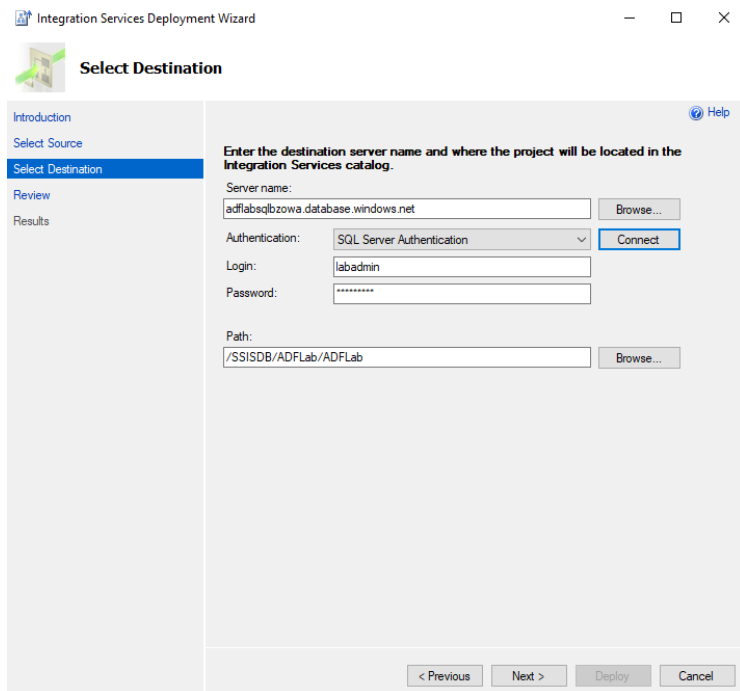 Integration Services Deployment Wizard
Select Destination
Help
Introduction
Select Source
Select Destination
Review
Results
Enter the destination server name and where the project will be located in the
Integration Services catalog.
Server name:
adflabsqlbzowa.database.windows.net
Browse...
Authentication:
SQL Server Authentication
Connect
Login:
labadmin
Password:
*********
Path:
/SSISDB/ADFLab/ADFLab
Browse...
< Previous
Next >
Deploy
Cancel